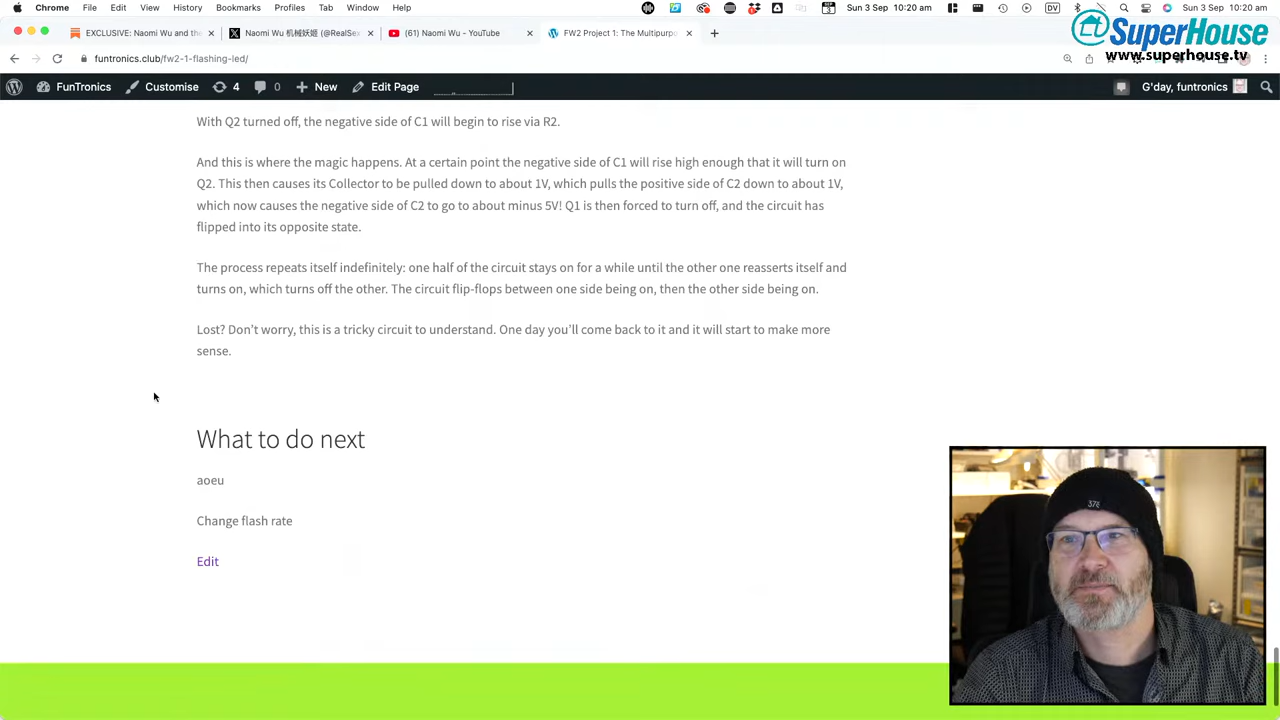 Chrome File Edit View History Bookmarks Profiles Tab Window Help
3
Sun 3 Sep 10:20 am
DV
Sun 3 Sep 10:20 am
EXCLUSIVE: Naomi Wu and the
Naomi Wu 机械妖姬 (@RealSex
(61) Naomi Wu - YouTube
FW2 Project 1: The Multipurpo
SuperHouse
www.superhouse.tv
funtronics.club/fw2-1-flashing-led/
FunTronics Customise 4 0 New Edit Page
G'day, funtronics
With Q2 turned off, the negative side of C1 will begin to rise via R2.
And this is where the magic happens. At a certain point the negative side of C1 will rise high enough that it will turn on
Q2. This then causes its Collector to be pulled down to about 1V, which pulls the positive side of C2 down to about 1V,
which now causes the negative side of C2 to go to about minus 5V! Q1 is then forced to turn off, and the circuit has
flipped into its opposite state.
The process repeats itself indefinitely: one half of the circuit stays on for a while until the other one reasserts itself and
turns on, which turns off the other. The circuit flip-flops between one side being on, then the other side being on.
Lost? Don't worry, this is a tricky circuit to understand. One day you'll come back to it and it will start to make more
sense.
What to do next
aoeu
Change flash rate
Edit